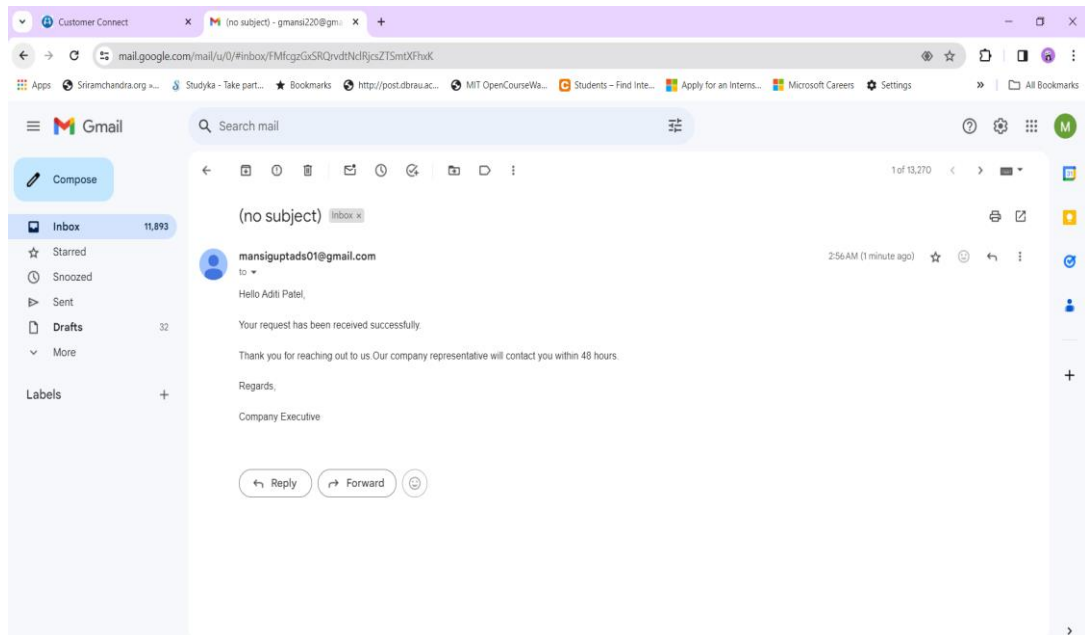 Customer Connect
(no subject) - gmansi220@gma
mail.google.com/mail/u/0/#inbox/FMfcgzGxSRQrvdtNclRjcsZTSmtXFhxK
Apps Sriramchandra.org »... Studyka - Take part... Bookmarks http://post.dbrau.ac... MIT OpenCourseWa... Students – Find Inte... Apply for an Interns... Microsoft Careers Settings » All Bookmarks
Gmail
Search mail
M
Compose
1 of 13,270
Inbox 11,893
Starred
Snoozed
Sent
Drafts 32
More
Labels
(no subject) Inbox x
mansiguptads01@gmail.com 2:56 AM (1 minute ago)
to
Hello Aditi Patel,
Your request has been received successfully.
Thank you for reaching out to us.Our company representative will contact you within 48 hours.
Regards,
Company Executive
Reply Forward